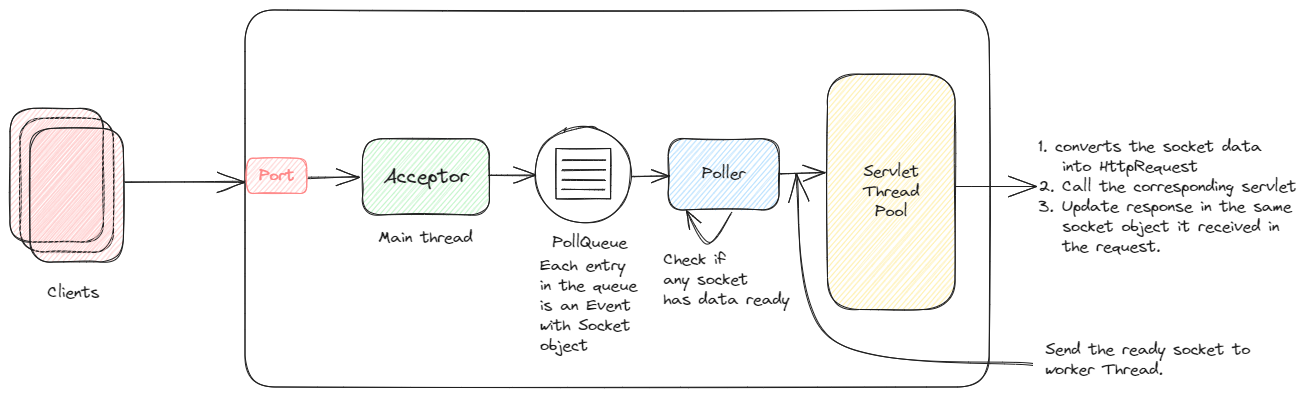 Clients
Port
Acceptor
Main thread
PollQueue
Each entry
in the queue
is an Event
with Socket
object
Poller
Check if
any socket
has data ready
Servlet
Thread
Pool
1. converts the socket data
into HttpRequest
2. Call the corresponding servlet
3. Update response in the same
socket object it received in
the request.
Send the ready socket to
worker Thread.